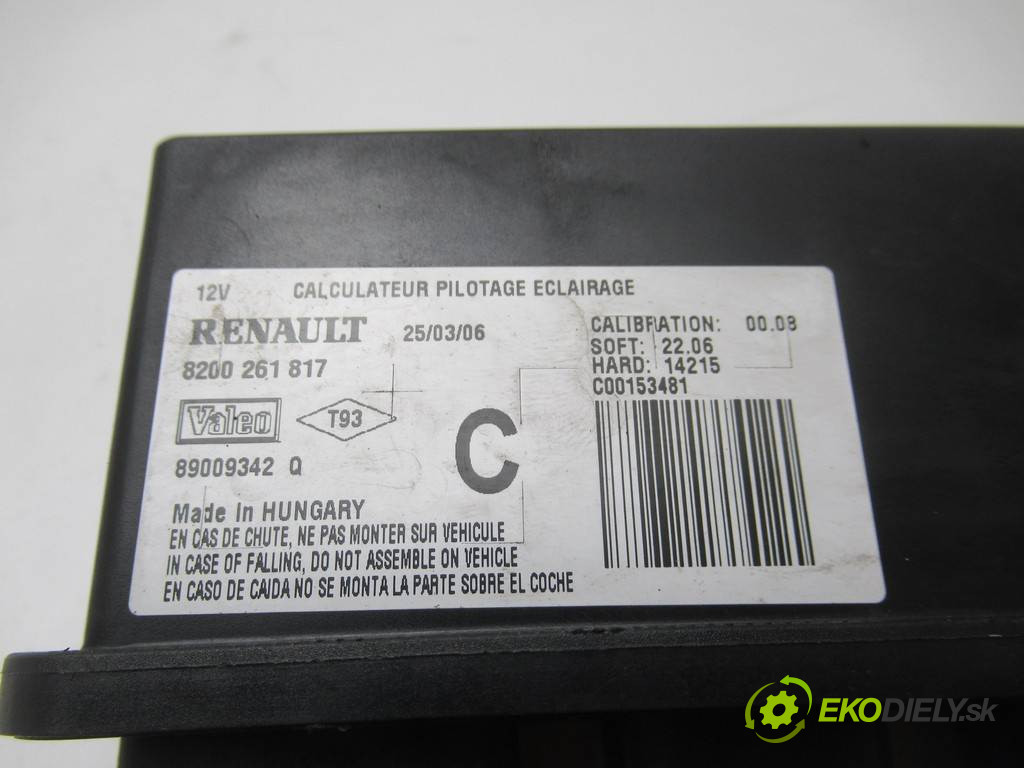 12V CALCULATEUR PILOTAGE ECLAIRAGE
RENAULT 25/03/06
8200 261 817
CALIBRATION: 00.08
SOFT: 22.06
HARD: 14215
C00153481
Valeo T93
C
89009342 Q
Made in HUNGARY
EN CAS DE CHUTE, NE PAS MONTER SUR VEHICULE
IN CASE OF FALLING, DO NOT ASSEMBLE ON VEHICLE
EN CASO DE CAIDA NO SE MONTA LA PARTE SOBRE EL COCHE
EKODIELY.sk